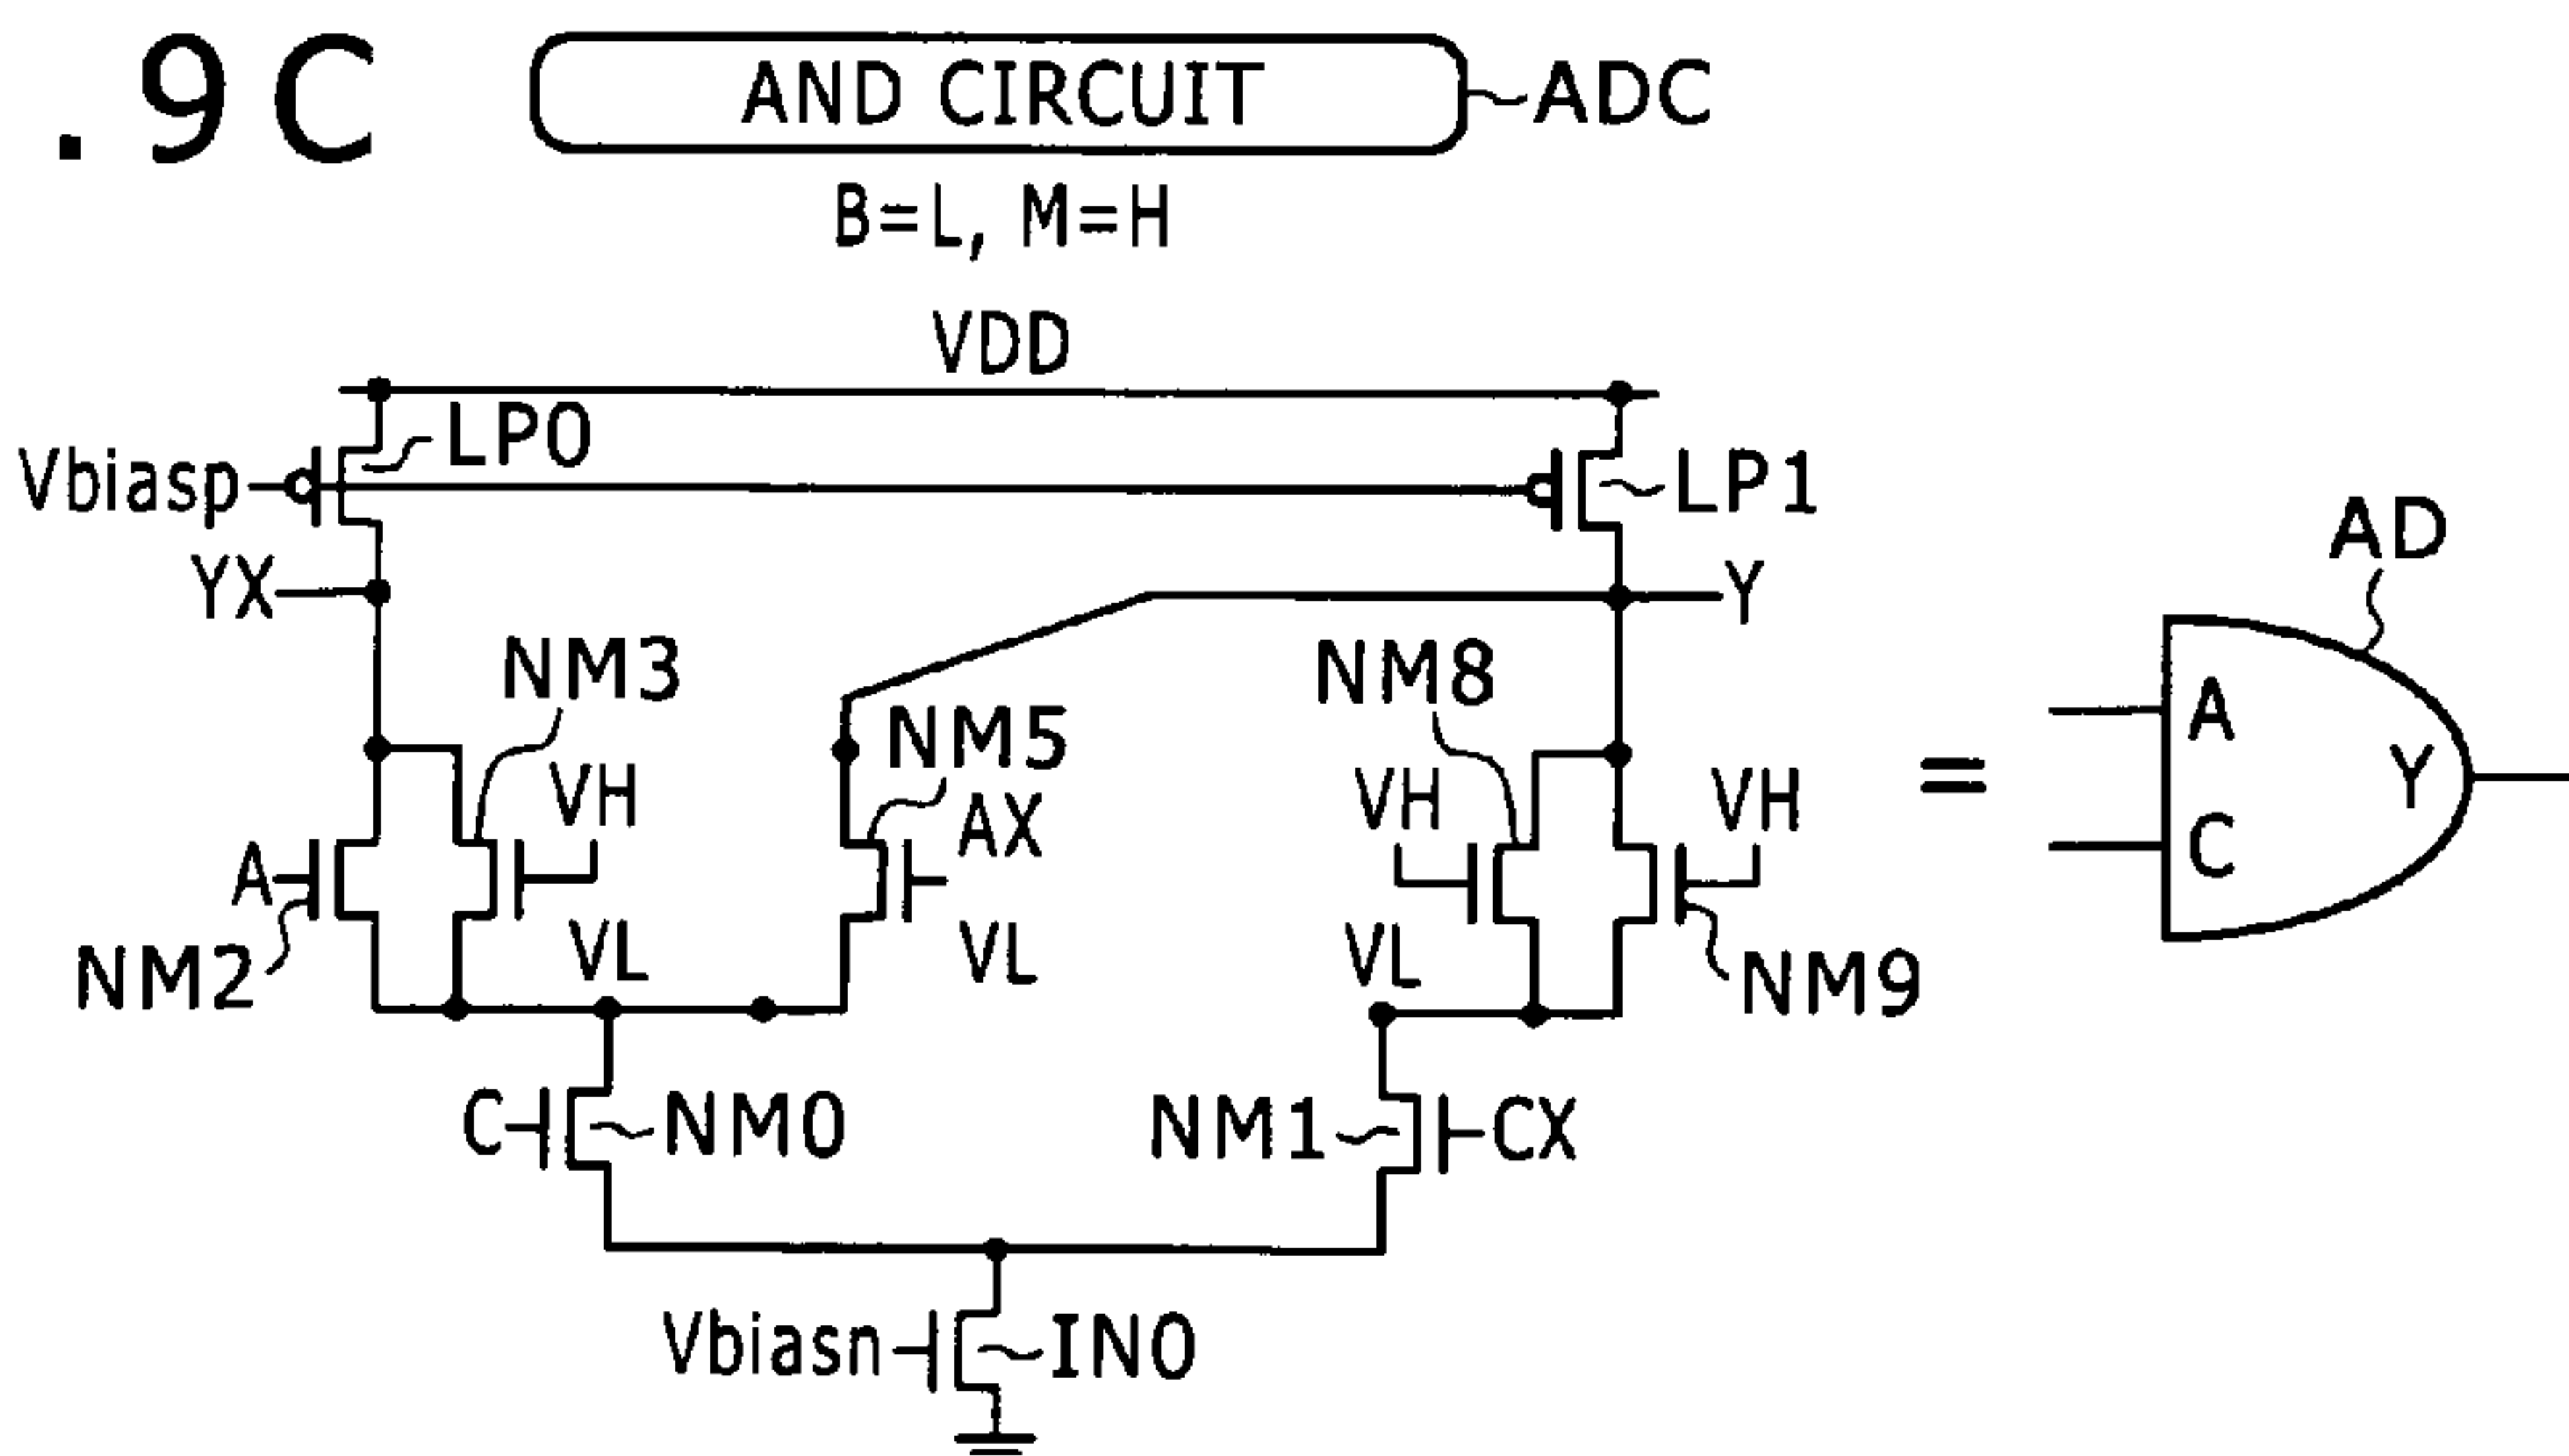 .9C
AND CIRCUIT
ADC
B=L, M=H
VDD
LP0
Vbiasp
LP1
YX
Y
AD
NM3
NM8
NM5
VH
AX
VH
VH
A
A
Y
C
NM2
VL
VL
VL
NM9
C
NM0
NM1
CX
Vbiasn
IN0
=